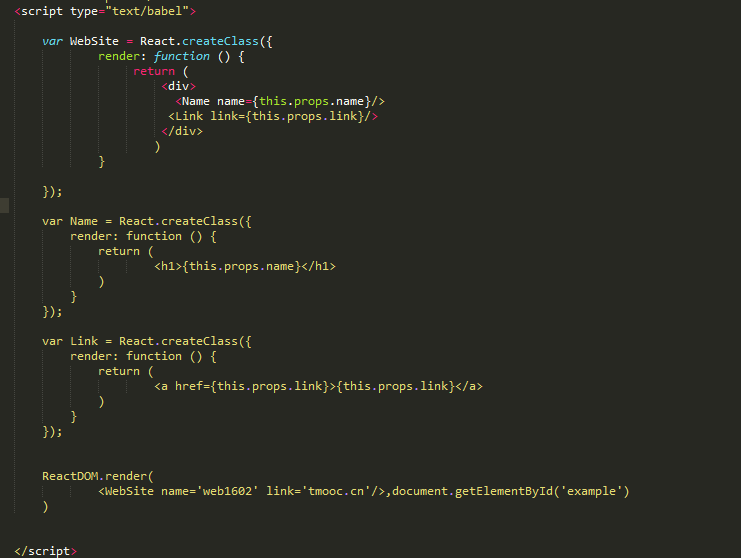 <script type="text/babel">
var WebSite = React.createClass({
render: function () {
return (
<div>
<Name name={this.props.name}/>
<Link link={this.props.link}/>
</div>
)
}
});
var Name = React.createClass({
render: function () {
return (
<h1>{this.props.name}</h1>
)
}
});
var Link = React.createClass({
render: function () {
return (
<a href={this.props.link}>{this.props.link}</a>
)
}
});
ReactDOM.render(
<WebSite name='web1602' link='tmooc.cn'/>,document.getElementById('example')
)
</script>